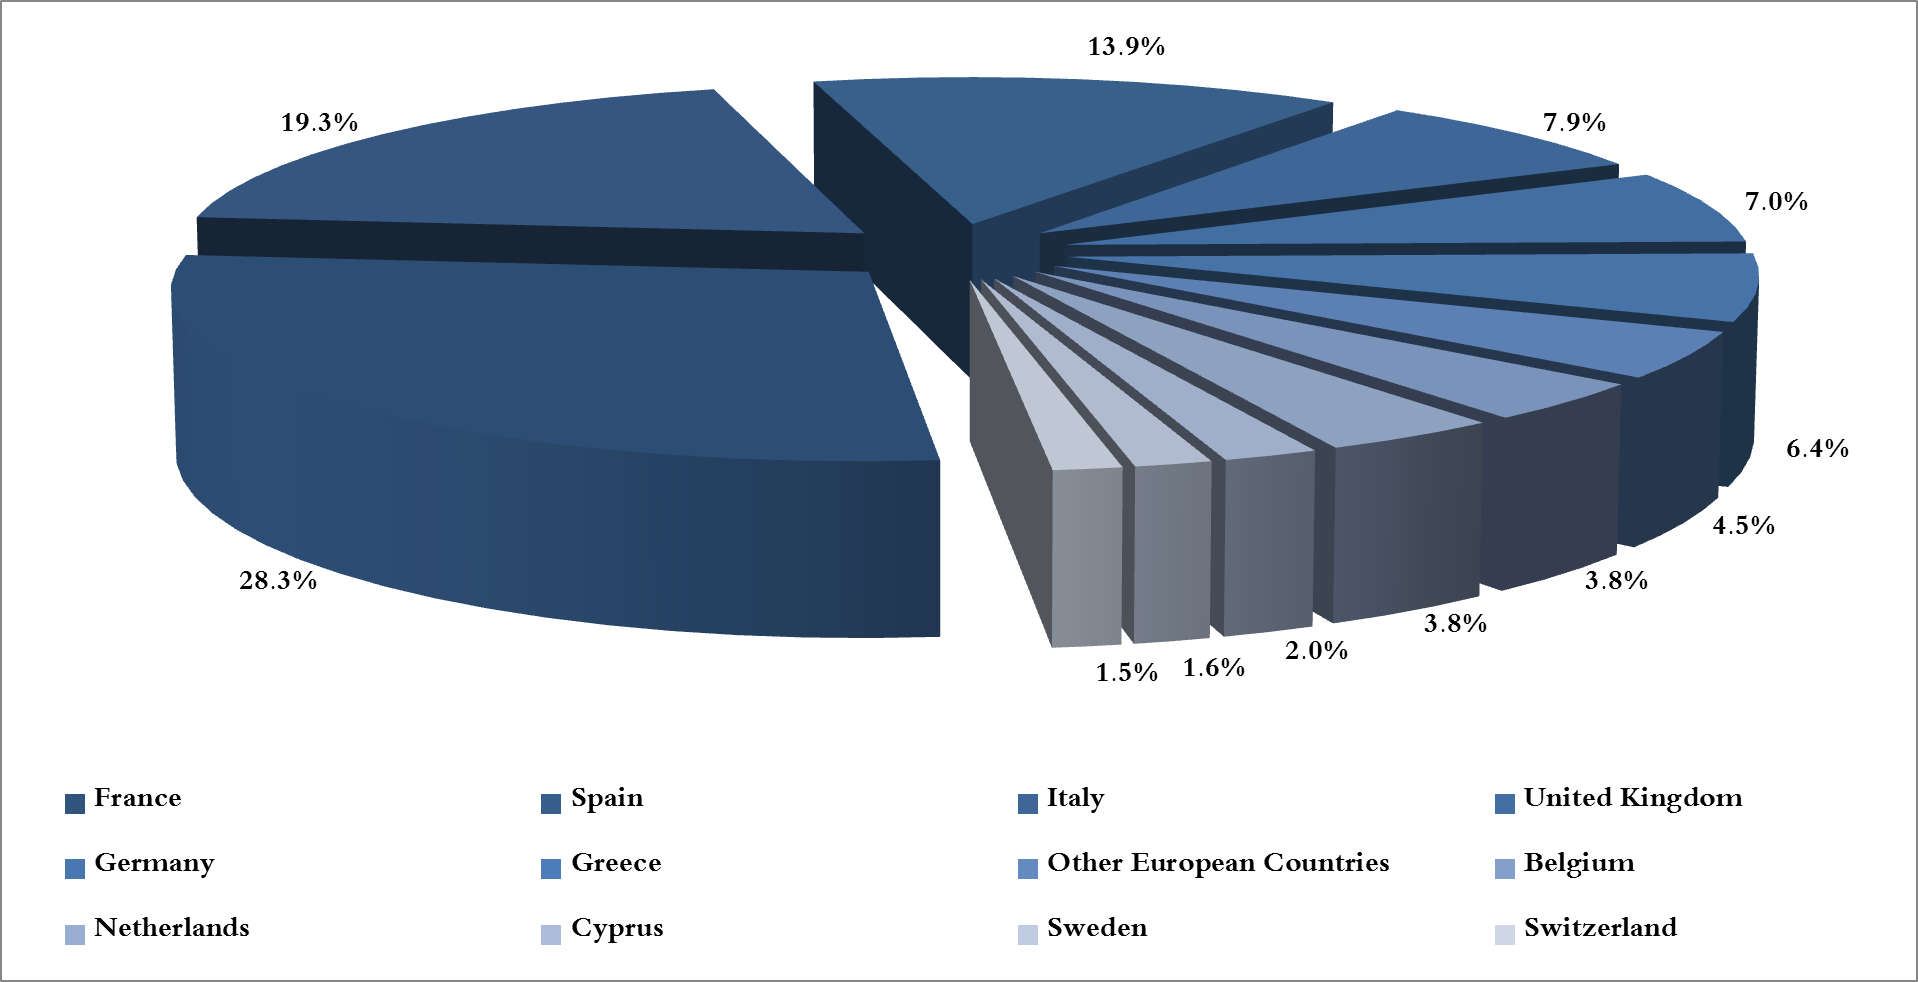 13.9%
19.3%
7.9%
7.0%
6.4%
4.5%
28.3%
3.8%
3.8%
2.0%
1.6%
1.5%
France
Spain
Italy
United Kingdom
Germany
Greece
Other European Countries
Belgium
Netherlands
Cyprus
Sweden
Switzerland